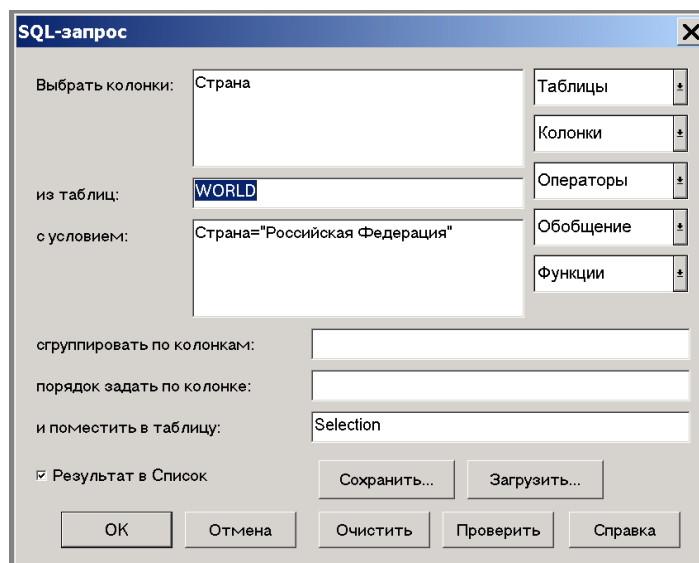 SQL-запрос
Выбрать колонки:
Страна
Таблицы
Колонки
из таблиц:
WORLD
Операторы
с условием:
Страна="Российская Федерация"
Обобщение
Функции
сгруппировать по колонкам:
порядок задать по колонке:
и поместить в таблицу:
Selection
Результат в Список
Сохранить...
Загрузить...
OK
Отмена
Очистить
Проверить
Справка